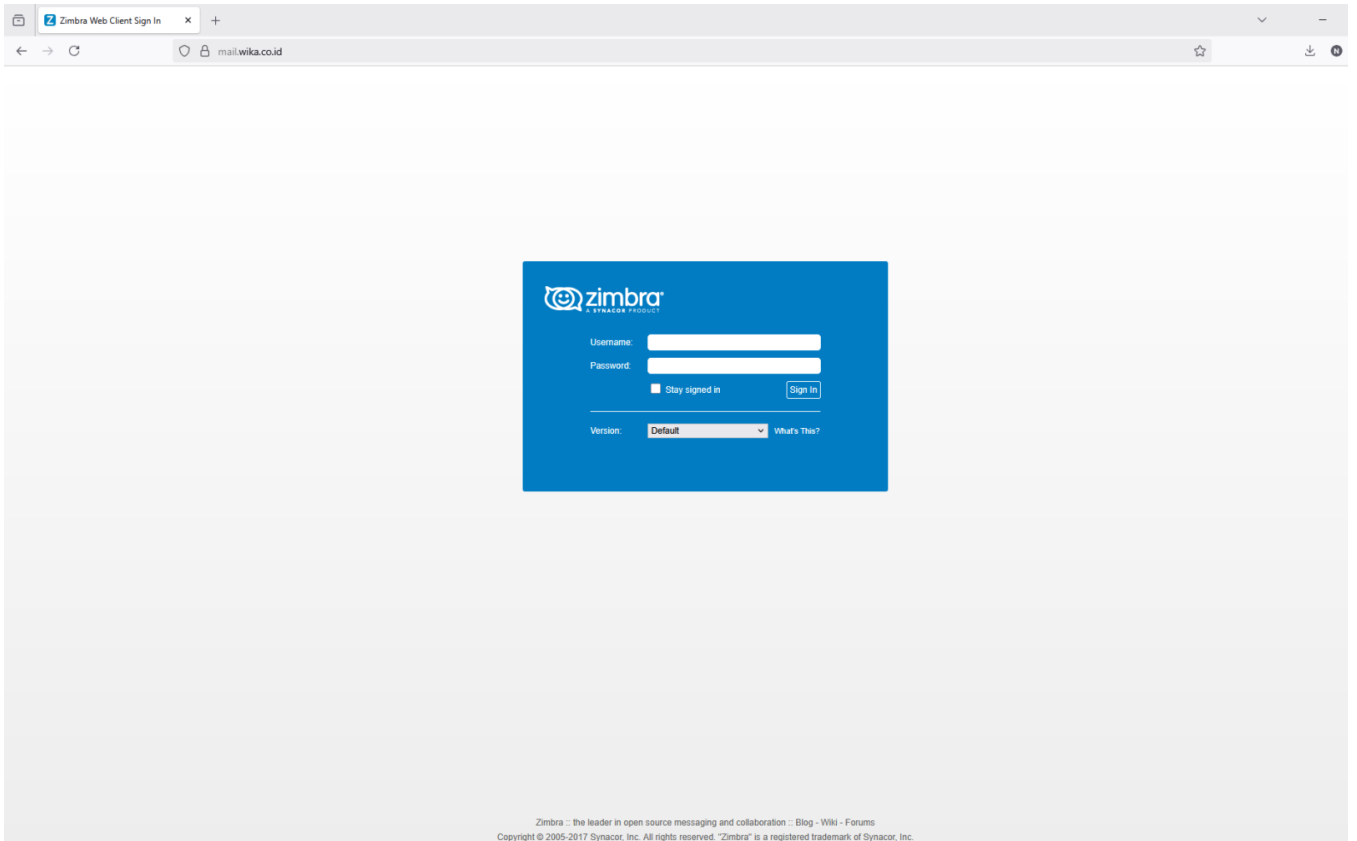 Zimbra Web Client Sign In
mail.wika.co.id
zimbra®
A SYNACOR PRODUCT
Username:
Password:
Stay signed in
Sign In
Version:
Default
What's This?
Zimbra :: the leader in open source messaging and collaboration :: Blog - Wiki - Forums
Copyright © 2005-2017 Synacor, Inc. All rights reserved. "Zimbra" is a registered trademark of Synacor, Inc.